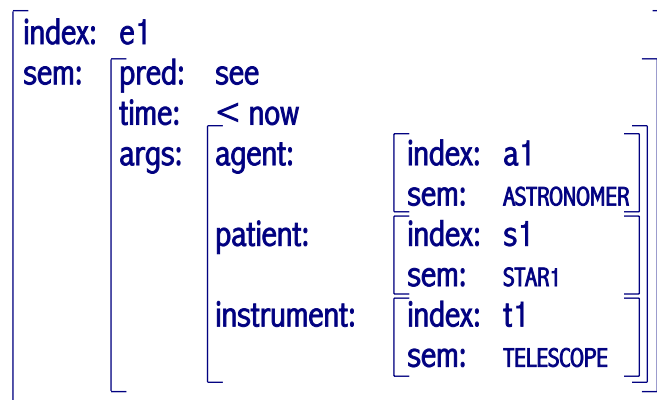 index: e1
sem: pred: see
time: < now
args: agent: index: a1
sem: ASTRONOMER
patient: index: s1
sem: STAR1
instrument: index: t1
sem: TELESCOPE